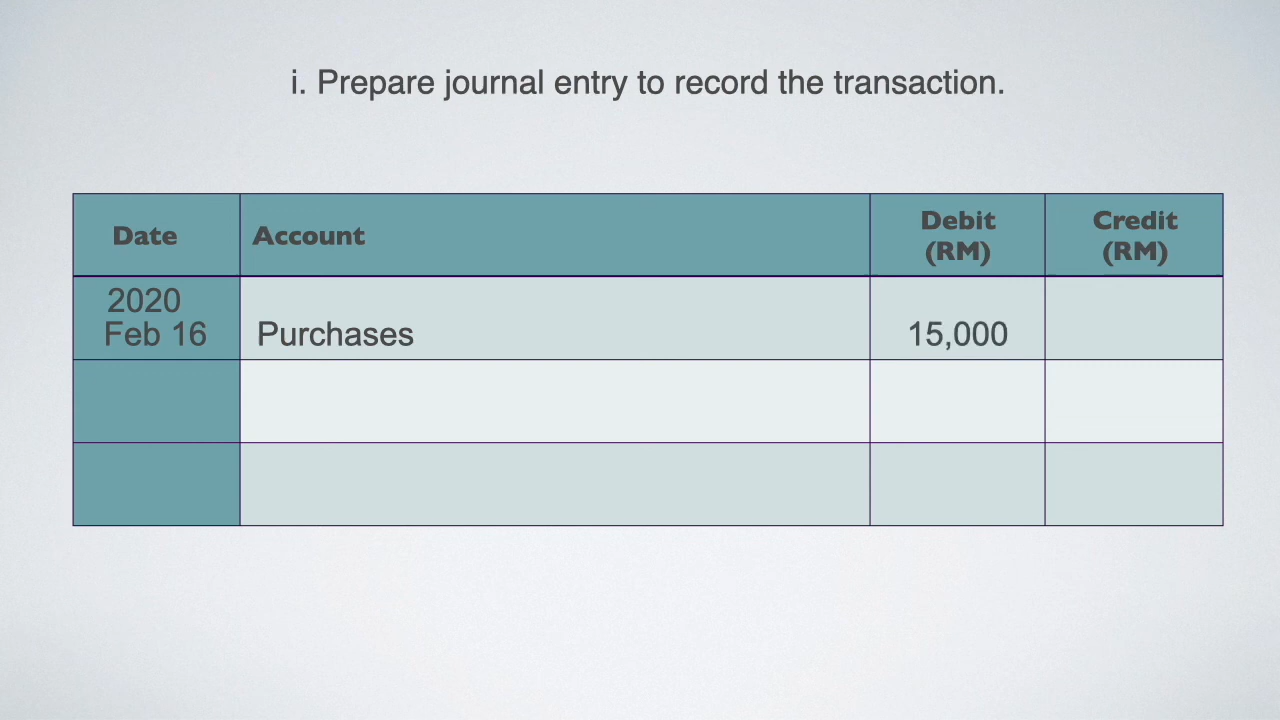 i. Prepare journal entry to record the transaction.
Date Account Debit (RM) Credit (RM)
2020
Feb 16 Purchases 15,000